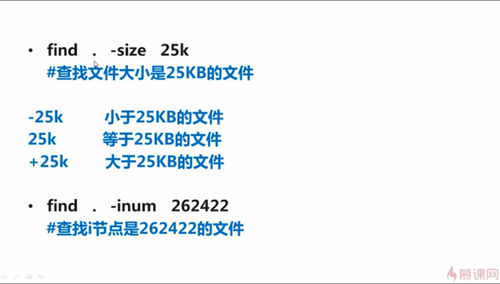 • find . -size 25k
#查找文件大小是25KB的文件
-25k 小于25KB的文件
25k 等于25KB的文件
+25k 大于25KB的文件
• find . -inum 262422
#查找i节点是262422的文件
慕课网